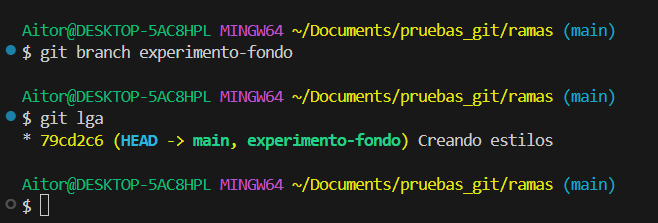 Aitor@DESKTOP-5AC8HPL MINGW64 ~/Documents/pruebas_git/ramas (main)
$ git branch experimento-fondo
Aitor@DESKTOP-5AC8HPL MINGW64 ~/Documents/pruebas_git/ramas (main)
$ git lga
* 79cd2c6 (HEAD -> main, experimento-fondo) Creando estilos
Aitor@DESKTOP-5AC8HPL MINGW64 ~/Documents/pruebas_git/ramas (main)
$